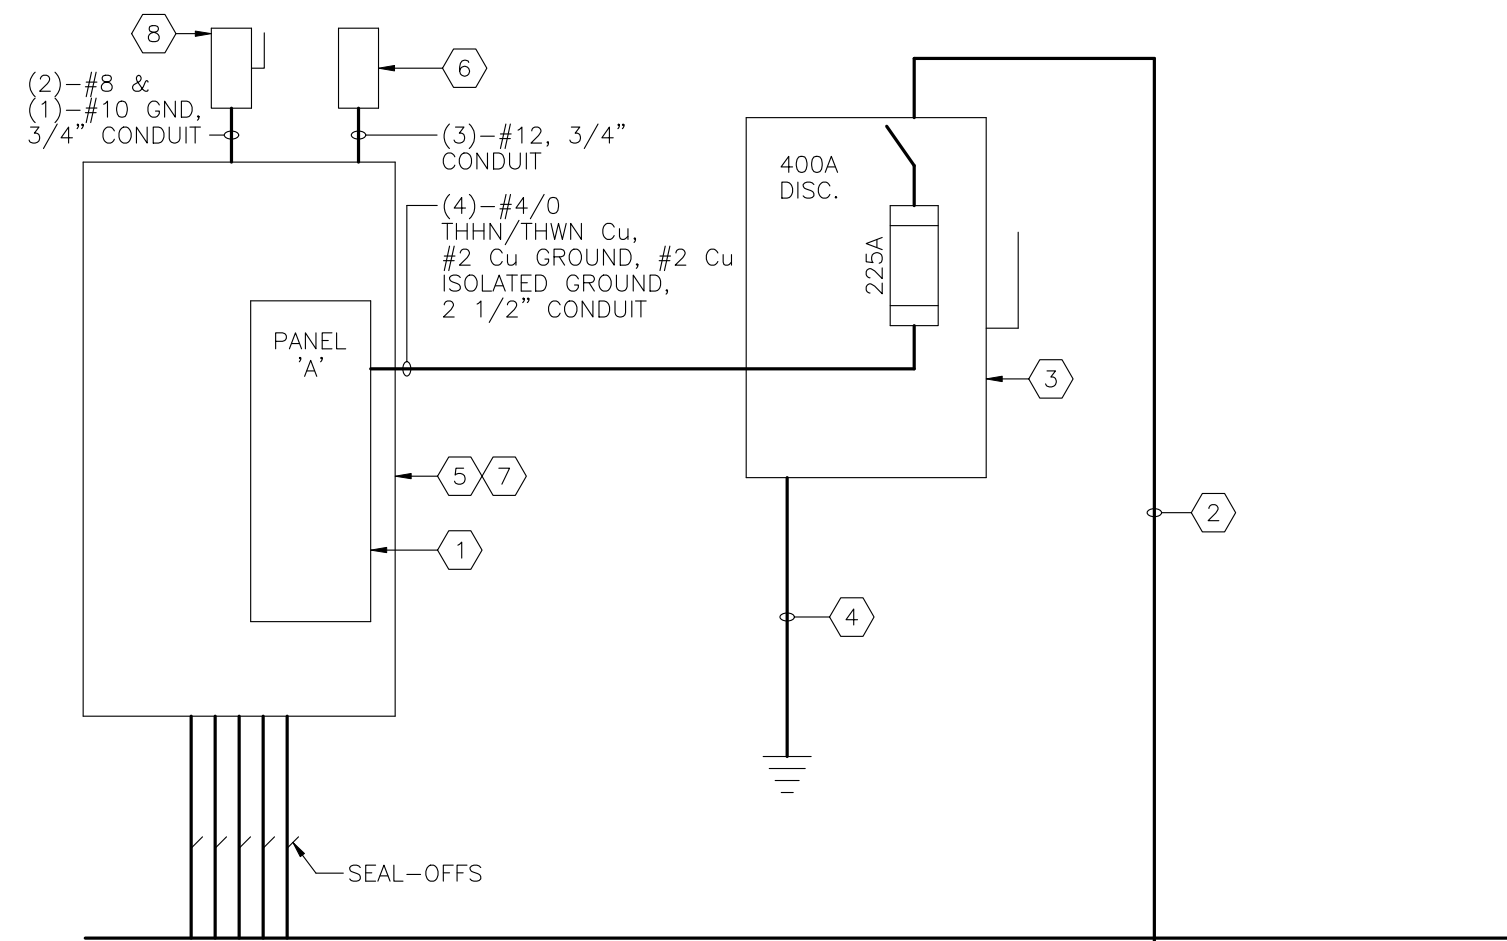 8
(2)-#8 &
(1)-#10 GND,
3/4" CONDUIT
6
(3)-#12, 3/4"
CONDUIT
(4)-#4/0
THHN/THWN Cu,
#2 Cu GROUND, #2 Cu
ISOLATED GROUND,
2 1/2" CONDUIT
400A
DISC.
225A
PANEL
'A'
3
5
7
2
1
4
SEAL-OFFS